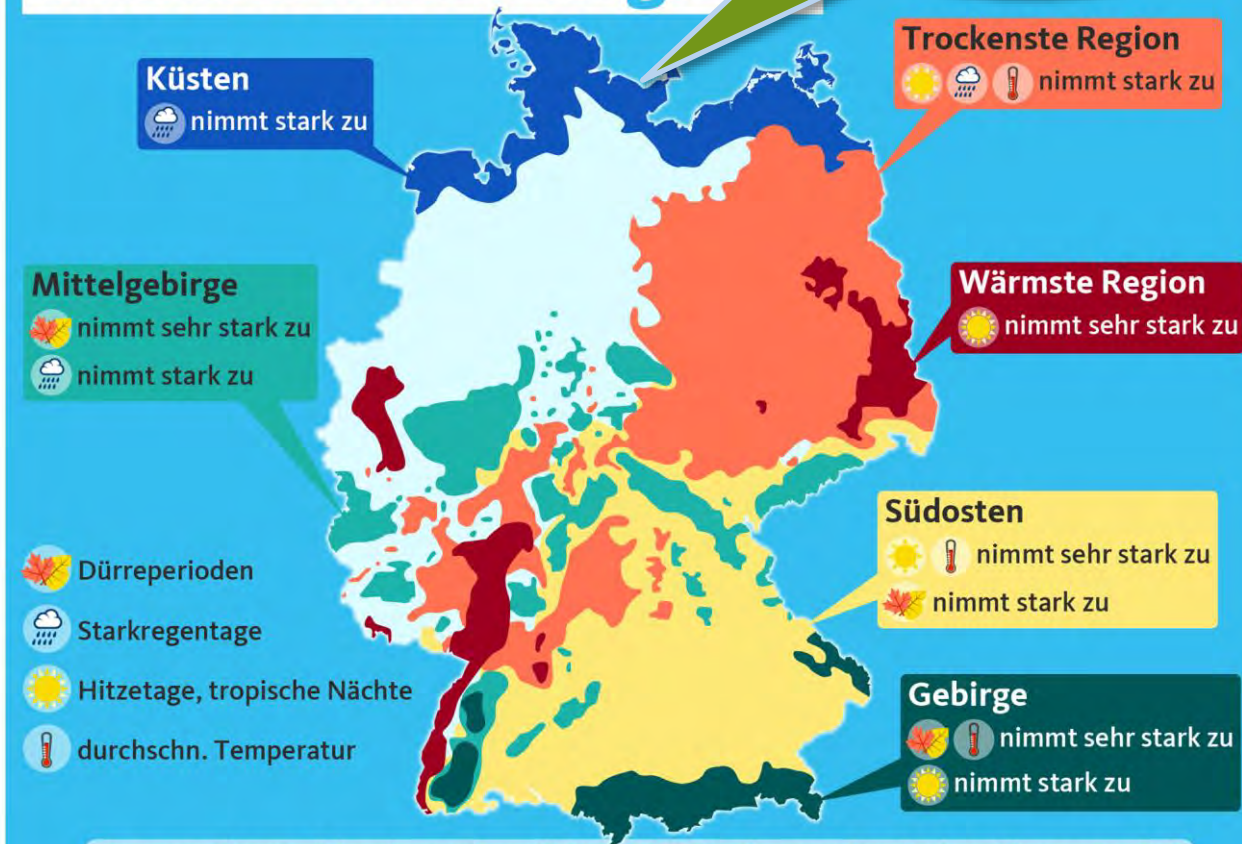 Küsten
nimmt stark zu
Trockenste Region
nimmt stark zu
Mittelgebirge
nimmt sehr stark zu
nimmt stark zu
Wärmste Region
nimmt sehr stark zu
Südosten
nimmt sehr stark zu
nimmt stark zu
Dürreperioden
Starkregentage
Hitzetage, tropische Nächte
durchschn. Temperatur
Gebirge
nimmt sehr stark zu
nimmt stark zu